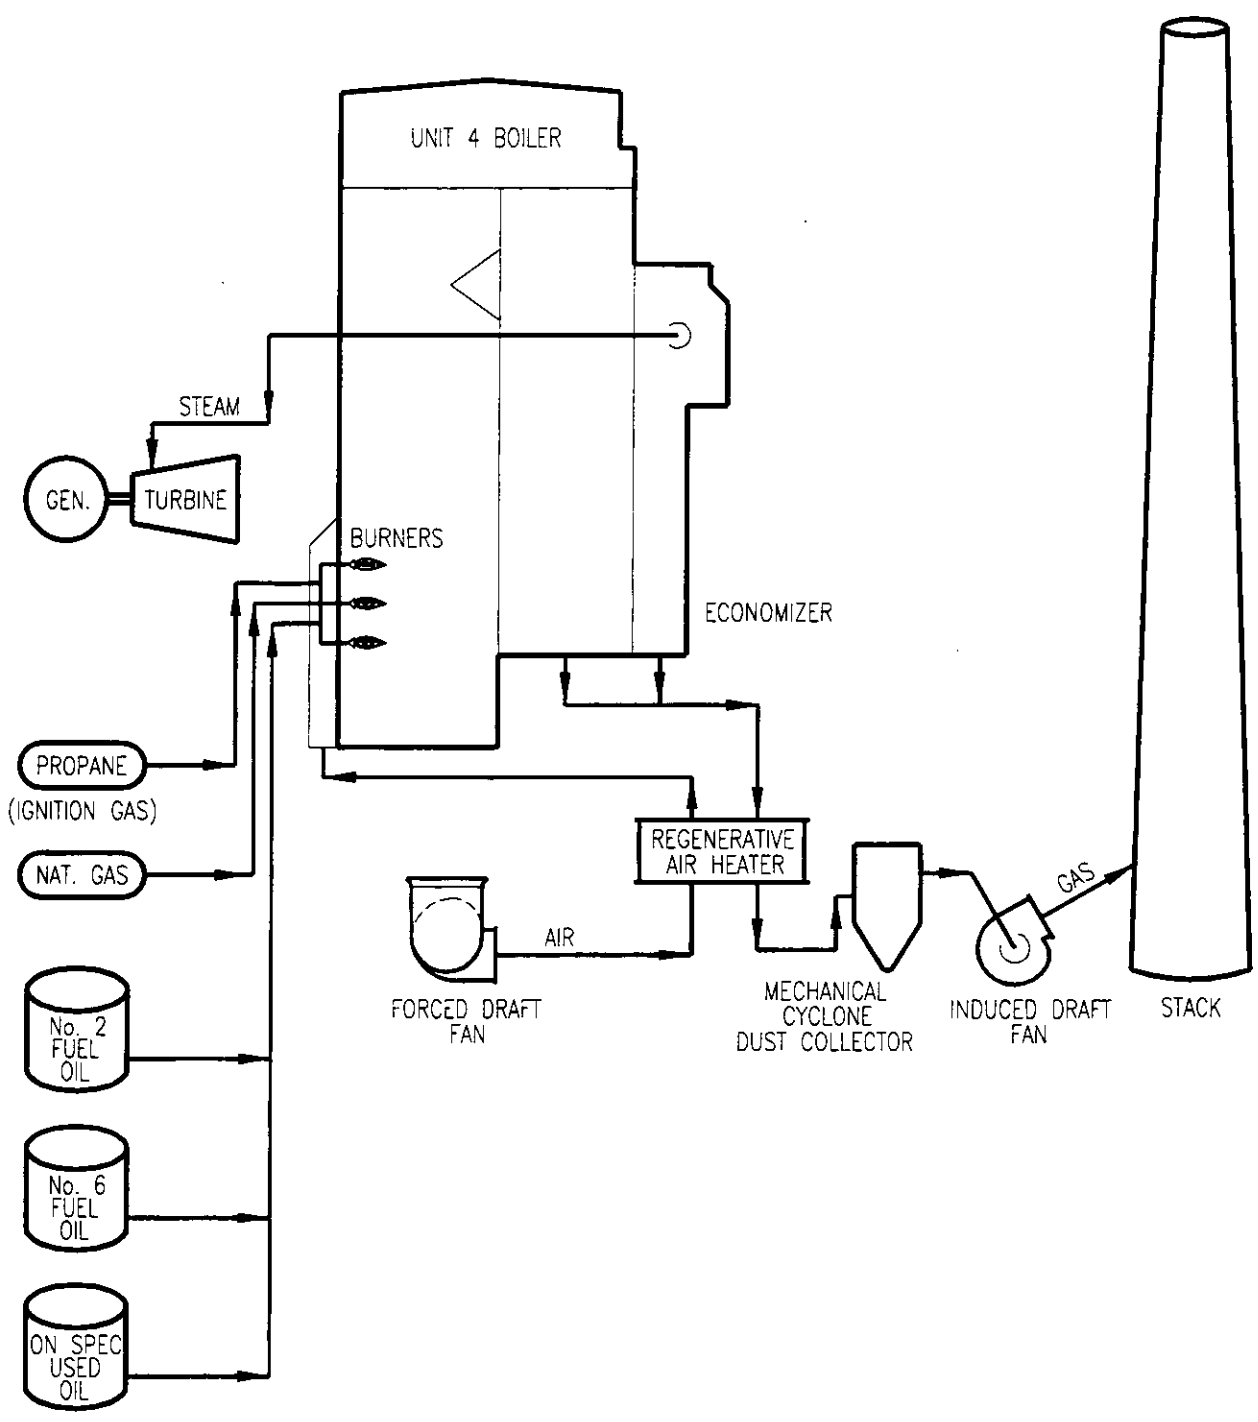 UNIT 4 BOILER
STEAM
GEN.
TURBINE
BURNERS
ECONOMIZER
PROPANE
(IGNITION GAS)
NAT. GAS
REGENERATIVE
AIR HEATER
AIR
GAS
FORCED DRAFT
FAN
MECHANICAL
CYCLONE
DUST COLLECTOR
INDUCED DRAFT
FAN
STACK
No. 2
FUEL
OIL
No. 6
FUEL
OIL
ON SPEC
USED
OIL